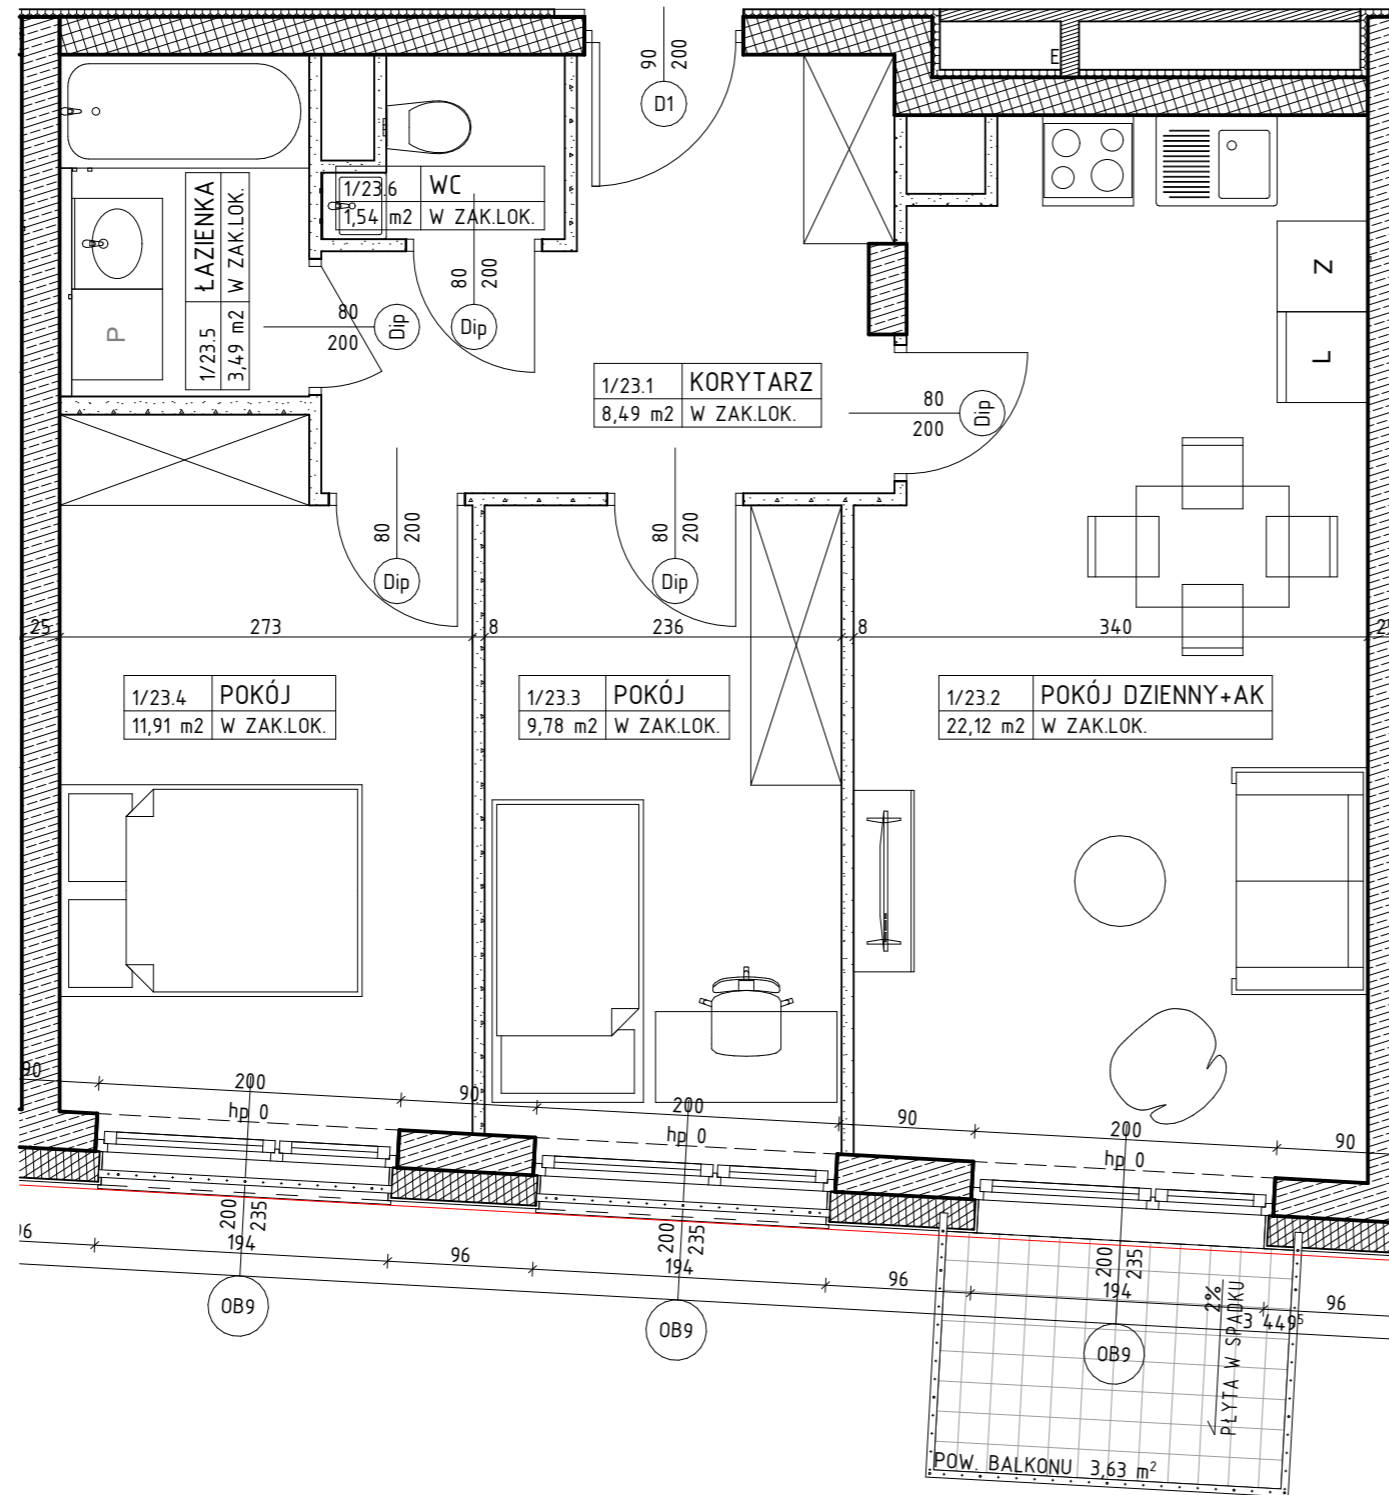 90
200
D1
E
1/23.6 WC
1,54 m2 W ZAK.LOK.
1/23.5 ŁAZIENKA
3,49 m2 W ZAK.LOK.
P
80
200
Dip
80
200
Dip
Z
L
1/23.1 KORYTARZ
8,49 m2 W ZAK.LOK.
80
200
Dip
80
200
Dip
80
200
Dip
25 273 8 236 8 340
1/23.4 POKÓJ
11,91 m2 W ZAK.LOK.
1/23.3 POKÓJ
9,78 m2 W ZAK.LOK.
1/23.2 POKÓJ DZIENNY+AK
22,12 m2 W ZAK.LOK.
90 200 90 200 90 200 90
hp 0
hp 0
hp 0
200
235
200
235
200
235
194 96 194 96 194 96
3 449⁵
OB9
OB9
OB9
2%
PŁYTA W SPADKU
POW. BALKONU 3,63 m²